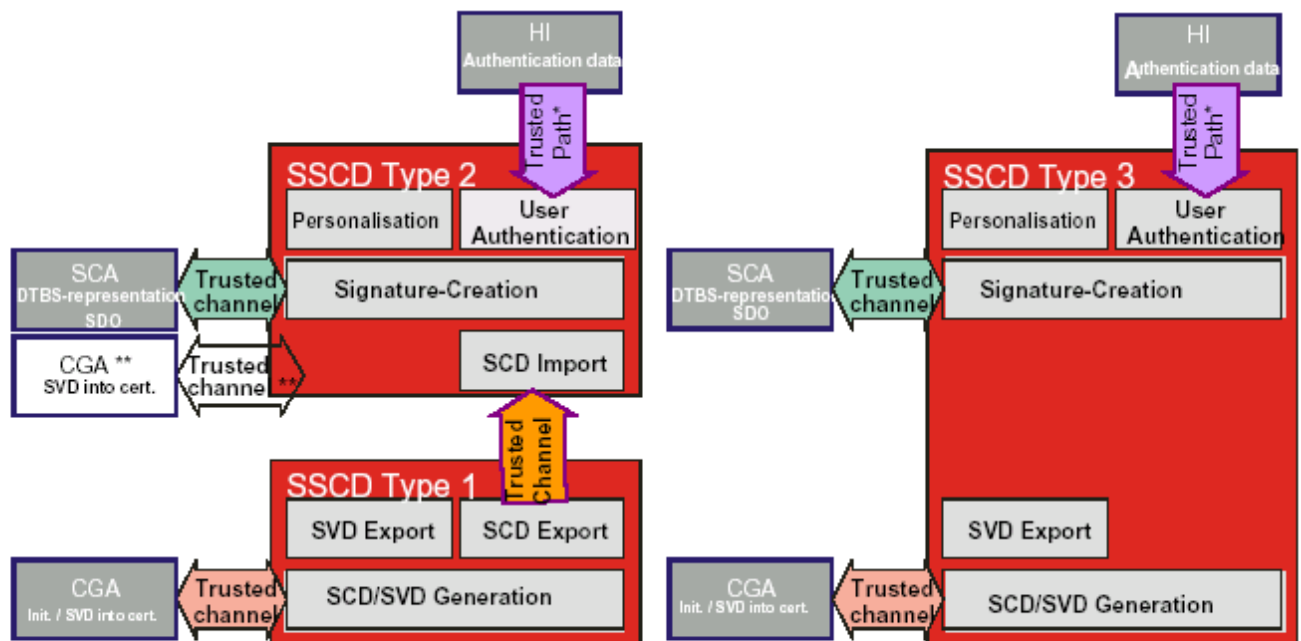 HI
Authentication data
Trusted
Path*
SSCD Type 2
Personalisation
User
Authentication
SCA
DTBS-representation
SDO
Trusted
channel
Signature-Creation
CGA **
SVD into cert.
Trusted
channel **
SCD Import
Trusted
Channel
SSCD Type 1
SVD Export
SCD Export
CGA
Init. / SVD into cert.
Trusted
channel
SCD/SVD Generation
HI
Authentication data
Trusted
Path*
SSCD Type 3
Personalisation
User
Authentication
SCA
DTBS-representation
SDO
Trusted
channel
Signature-Creation
SVD Export
CGA
Init. / SVD into cert.
Trusted
channel
SCD/SVD Generation